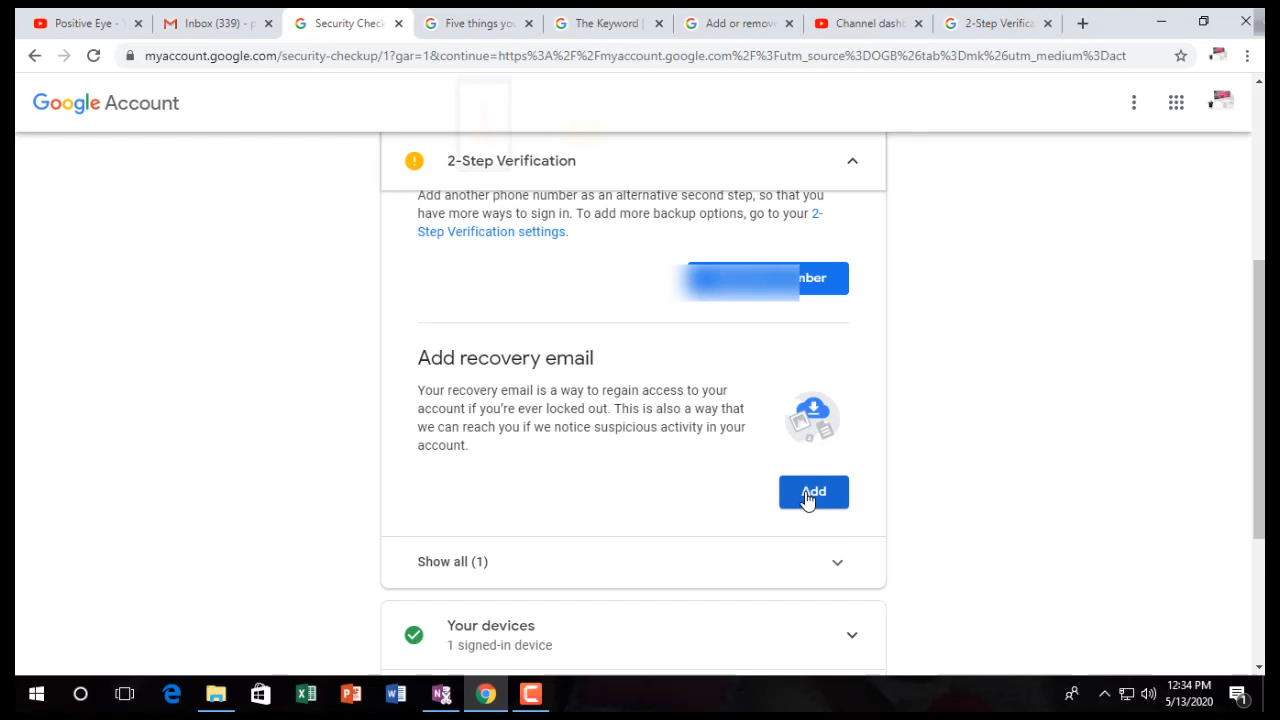 Positive Eye -
Inbox (339) - p
Security Chec
Five things you
The Keyword |
Add or remov
Channel dashb
2-Step Verifica
myaccount.google.com/security-checkup/1?gar=1&continue=https%3A%2F%2Fmyaccount.google.com%2F%3Futm_source%3DOGB%26tab%3Dmk%26utm_medium%3Dact
Google Account
2-Step Verification
Add another phone number as an alternative second step, so that you
have more ways to sign in. To add more backup options, go to your 2-
Step Verification settings.
mber
Add recovery email
Your recovery email is a way to regain access to your
account if you're ever locked out. This is also a way that
we can reach you if we notice suspicious activity in your
account.
Add
Show all (1)
Your devices
1 signed-in device
12:34 PM
5/13/2020
1